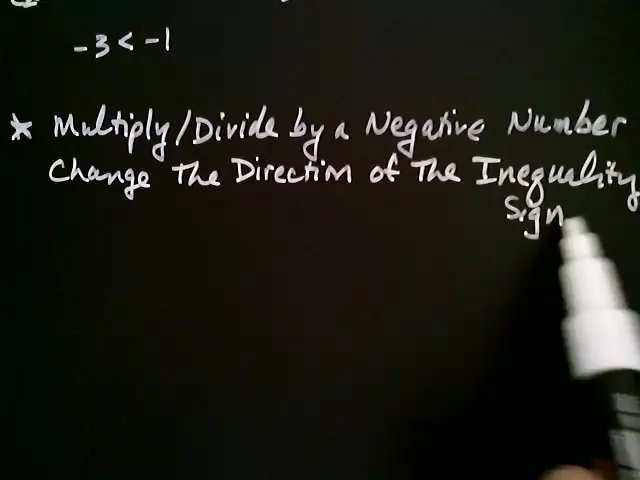 -3 < -1
* Multiply/Divide by a Negative Number
Change The Direction of The Inequality
Sign